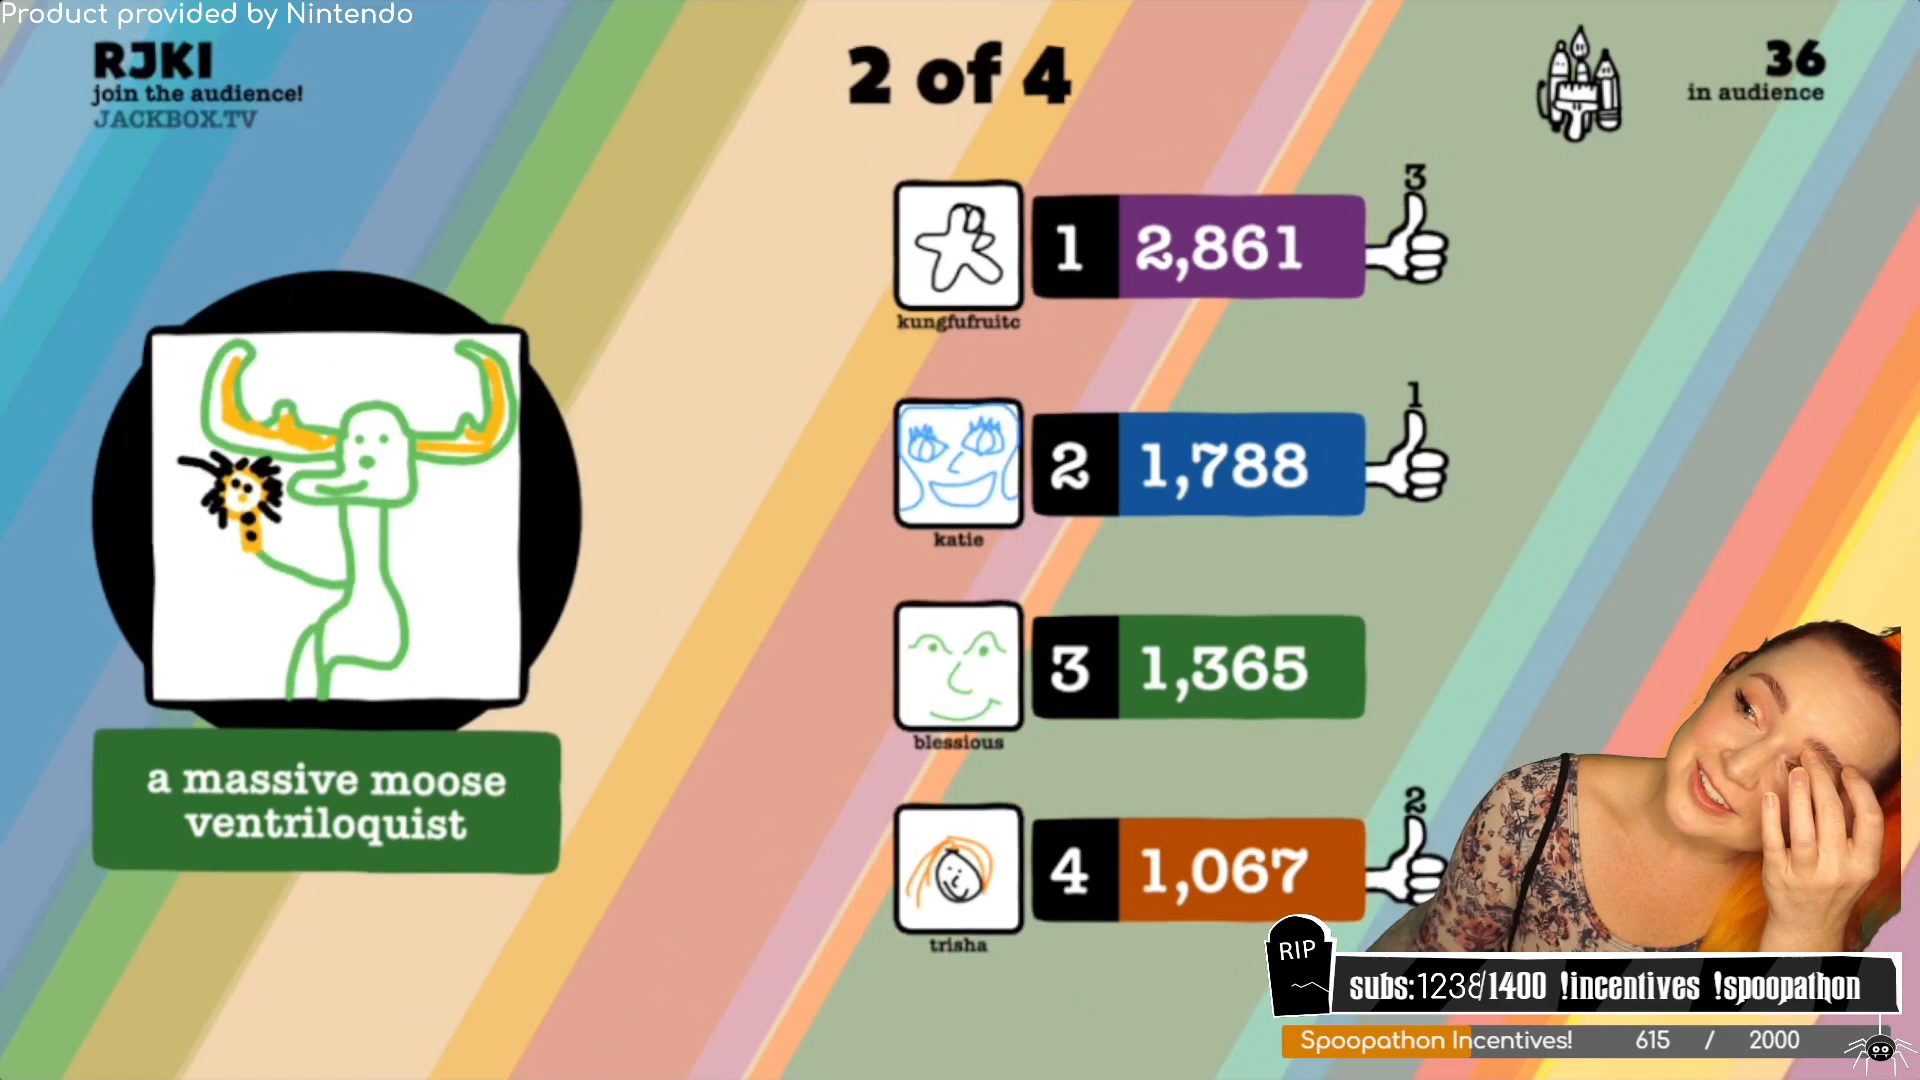 Product provided by Nintendo
RJKI
join the audience!
JACKBOX.TV
2 of 4
36
in audience
3
1 2,861
kungfufruitc
1
2 1,788
katie
3 1,365
blessious
2
4 1,067
trisha
a massive moose
ventriloquist
RIP
subs:1238/1400 !incentives !spoopathon
Spoopathon Incentives! 615 / 2000